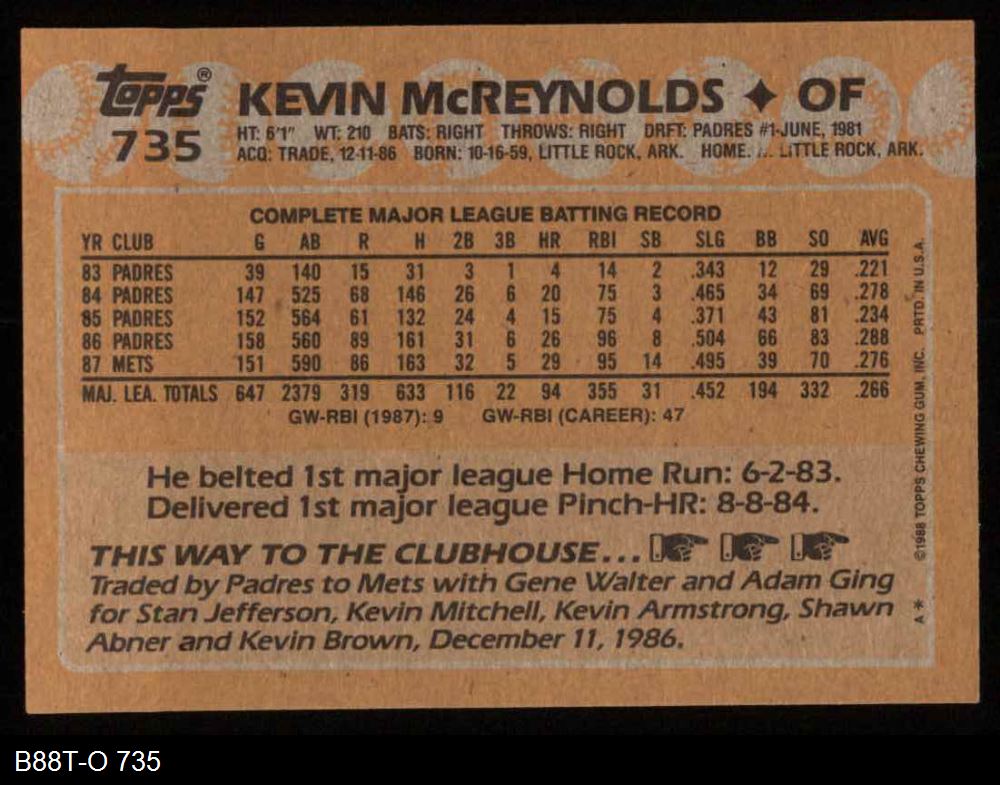 topps®
735
KEVIN McREYNOLDS ✦ OF
HT: 6'1" WT: 210 BATS: RIGHT THROWS: RIGHT DRFT: PADRES #1-JUNE, 1981
ACQ: TRADE, 12-11-86 BORN: 10-16-59, LITTLE ROCK, ARK. HOME: LITTLE ROCK, ARK.
COMPLETE MAJOR LEAGUE BATTING RECORD
YR CLUB G AB R H 2B 3B HR RBI SB SLG BB SO AVG
83 PADRES 39 140 15 31 3 1 4 14 2 .343 12 29 .221
84 PADRES 147 525 68 146 26 6 20 75 3 .465 34 69 .278
85 PADRES 152 564 61 132 24 4 15 75 4 .371 43 81 .234
86 PADRES 158 560 89 161 31 6 26 96 8 .504 66 83 .288
87 METS 151 590 86 163 32 5 29 95 14 .495 39 70 .276
MAJ. LEA. TOTALS 647 2379 319 633 116 22 94 355 31 .452 194 332 .266
GW-RBI (1987): 9 GW-RBI (CAREER): 47
He belted 1st major league Home Run: 6-2-83.
Delivered 1st major league Pinch-HR: 8-8-84.
THIS WAY TO THE CLUBHOUSE...
Traded by Padres to Mets with Gene Walter and Adam Ging
for Stan Jefferson, Kevin Mitchell, Kevin Armstrong, Shawn
Abner and Kevin Brown, December 11, 1986.
©1988 TOPPS CHEWING GUM, INC. PRTD. IN U.S.A.
A*
B88T-O 735